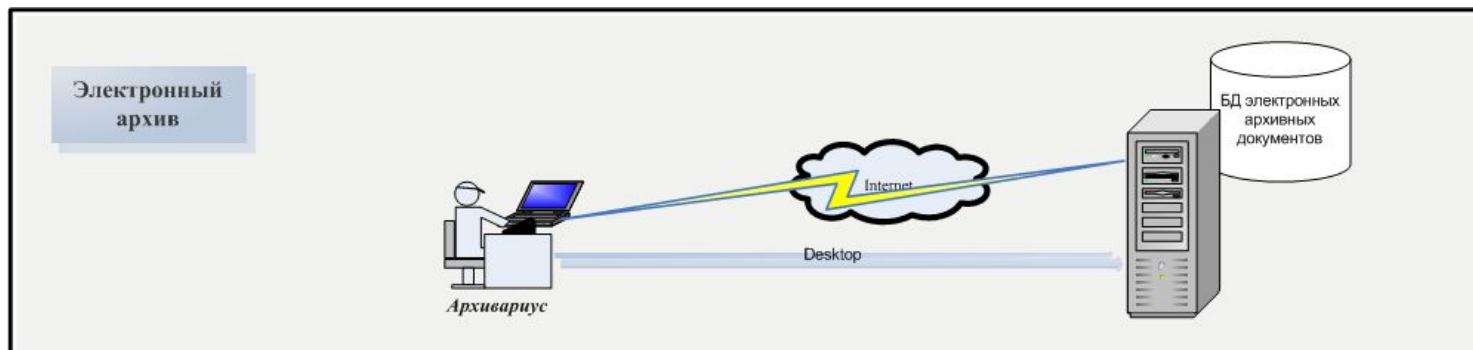 Электронный
архив
БД электронных
архивных
документов
Internet
Desktop
Архивариус